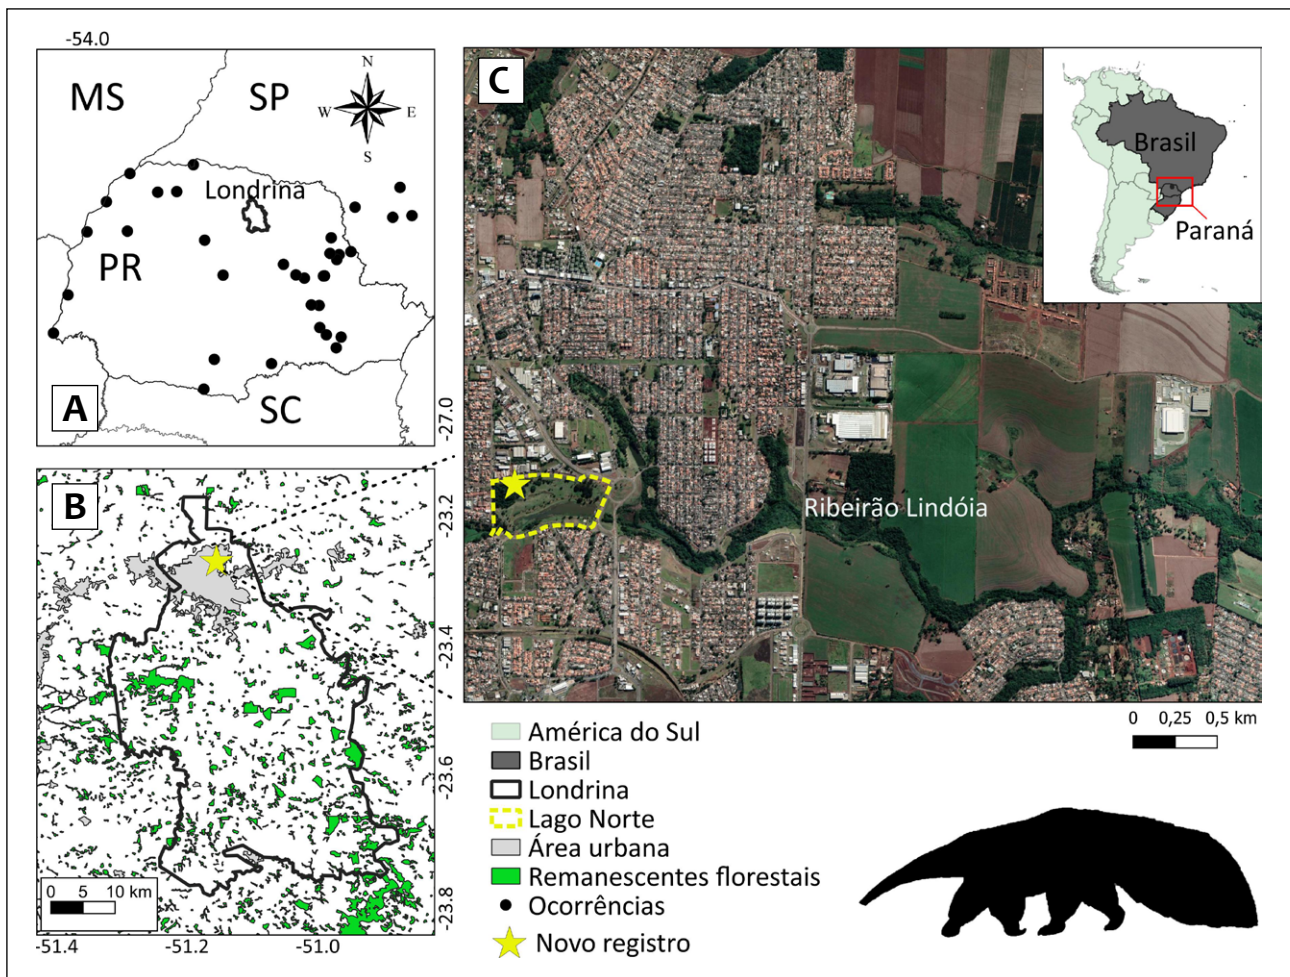 -54.0
MS
SP
N
W
E
S
Londrina
PR
A
SC
-27.0
C
Brasil
Paraná
Ribeirão Lindóia
B
-23.2
-23.4
-23.6
-23.8
0 5 10 km
-51.4
-51.2
-51.0
0 0,25 0,5 km
América do Sul
Brasil
Londrina
Lago Norte
Área urbana
Remanescentes florestais
Ocorrências
Novo registro